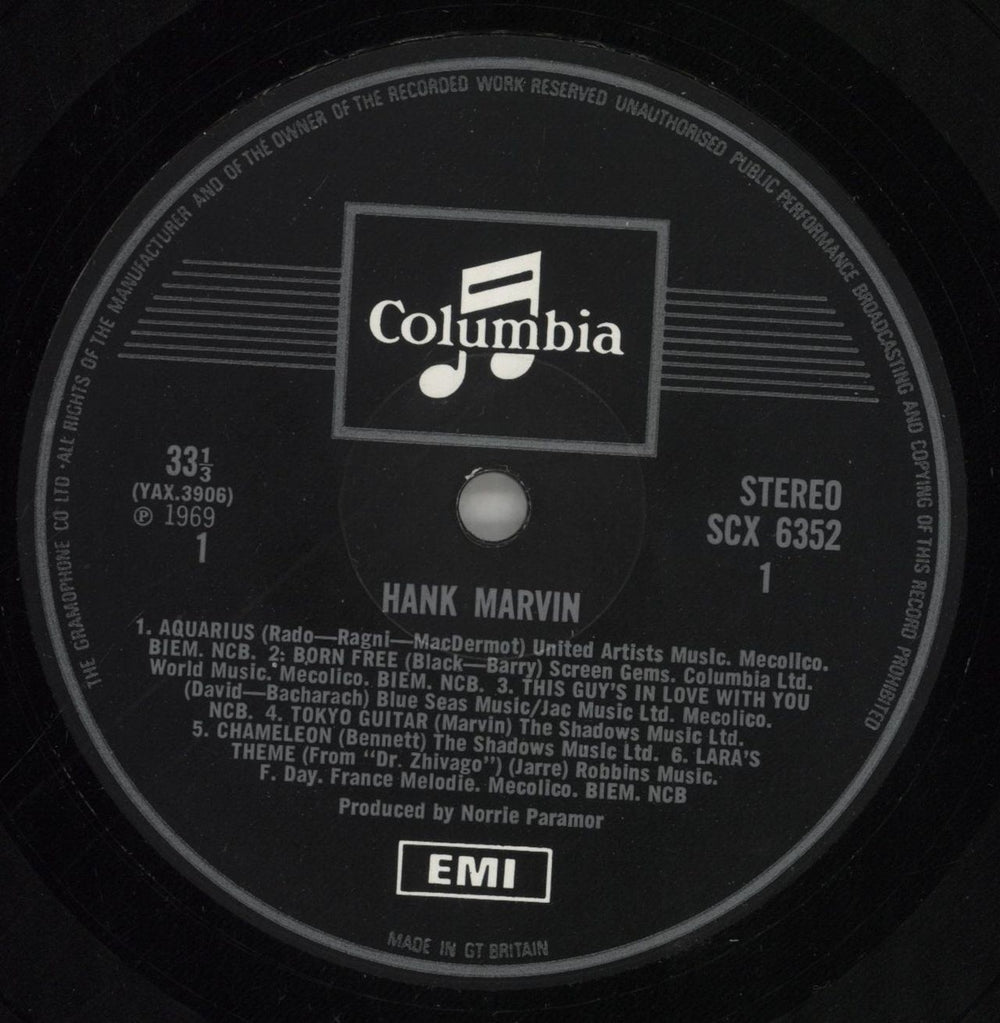 THE GRAMOPHONE CO LTD · ALL RIGHTS OF THE MANUFACTURER AND OF THE OWNER OF THE RECORDED WORK RESERVED UNAUTHORISED PUBLIC PERFORMANCE BROADCASTING AND COPYING OF THIS RECORD PROHIBITED
Columbia
33⅓
(YAX.3906)
℗ 1969
1
STEREO
SCX 6352
1
HANK MARVIN
1. AQUARIUS (Rado—Ragni—MacDermot) United Artists Music. Mecolico.
BIEM. NCB. 2: BORN FREE (Black—Barry) Screen Gems. Columbia Ltd.
World Music. Mecolico. BIEM. NCB. 3. THIS GUY'S IN LOVE WITH YOU
(David—Bacharach) Blue Seas Music/Jac Music Ltd. Mecolico.
NCB. 4. TOKYO GUITAR (Marvin) The Shadows Music Ltd.
5. CHAMELEON (Bennett) The Shadows Music Ltd. 6. LARA'S
THEME (From "Dr. Zhivago") (Jarre) Robbins Music.
F. Day. France Melodie. Mecolico. BIEM. NCB
Produced by Norrie Paramor
EMI
MADE IN GT BRITAIN